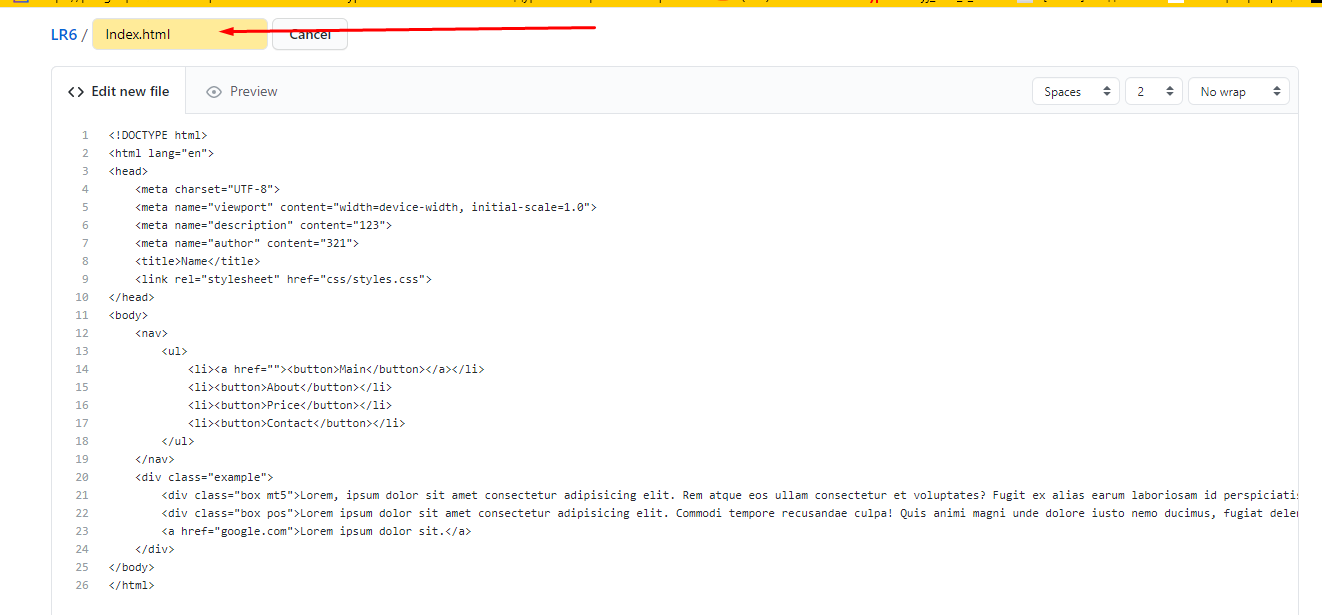 LR6 / Index.html Cancel
Edit new file Preview Spaces 2 No wrap
1 <!DOCTYPE html>
2 <html lang="en">
3 <head>
4 <meta charset="UTF-8">
5 <meta name="viewport" content="width=device-width, initial-scale=1.0">
6 <meta name="description" content="123">
7 <meta name="author" content="321">
8 <title>Name</title>
9 <link rel="stylesheet" href="css/styles.css">
10 </head>
11 <body>
12 <nav>
13 <ul>
14 <li><a href=""><button>Main</button></a></li>
15 <li><button>About</button></li>
16 <li><button>Price</button></li>
17 <li><button>Contact</button></li>
18 </ul>
19 </nav>
20 <div class="example">
21 <div class="box mt5">Lorem, ipsum dolor sit amet consectetur adipisicing elit. Rem atque eos ullam consectetur et voluptates? Fugit ex alias earum laboriosam id perspiciatis
22 <div class="box pos">Lorem ipsum dolor sit amet consectetur adipisicing elit. Commodi tempore recusandae culpa! Quis animi magni unde dolore iusto nemo ducimus, fugiat delen
23 <a href="google.com">Lorem ipsum dolor sit.</a>
24 </div>
25 </body>
26 </html>